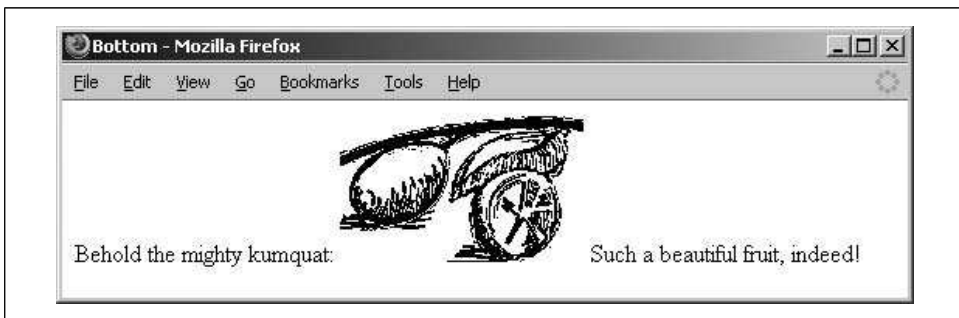 Bottom - Mozilla Firefox
File Edit View Go Bookmarks Tools Help
Behold the mighty kumquat: Such a beautiful fruit, indeed!